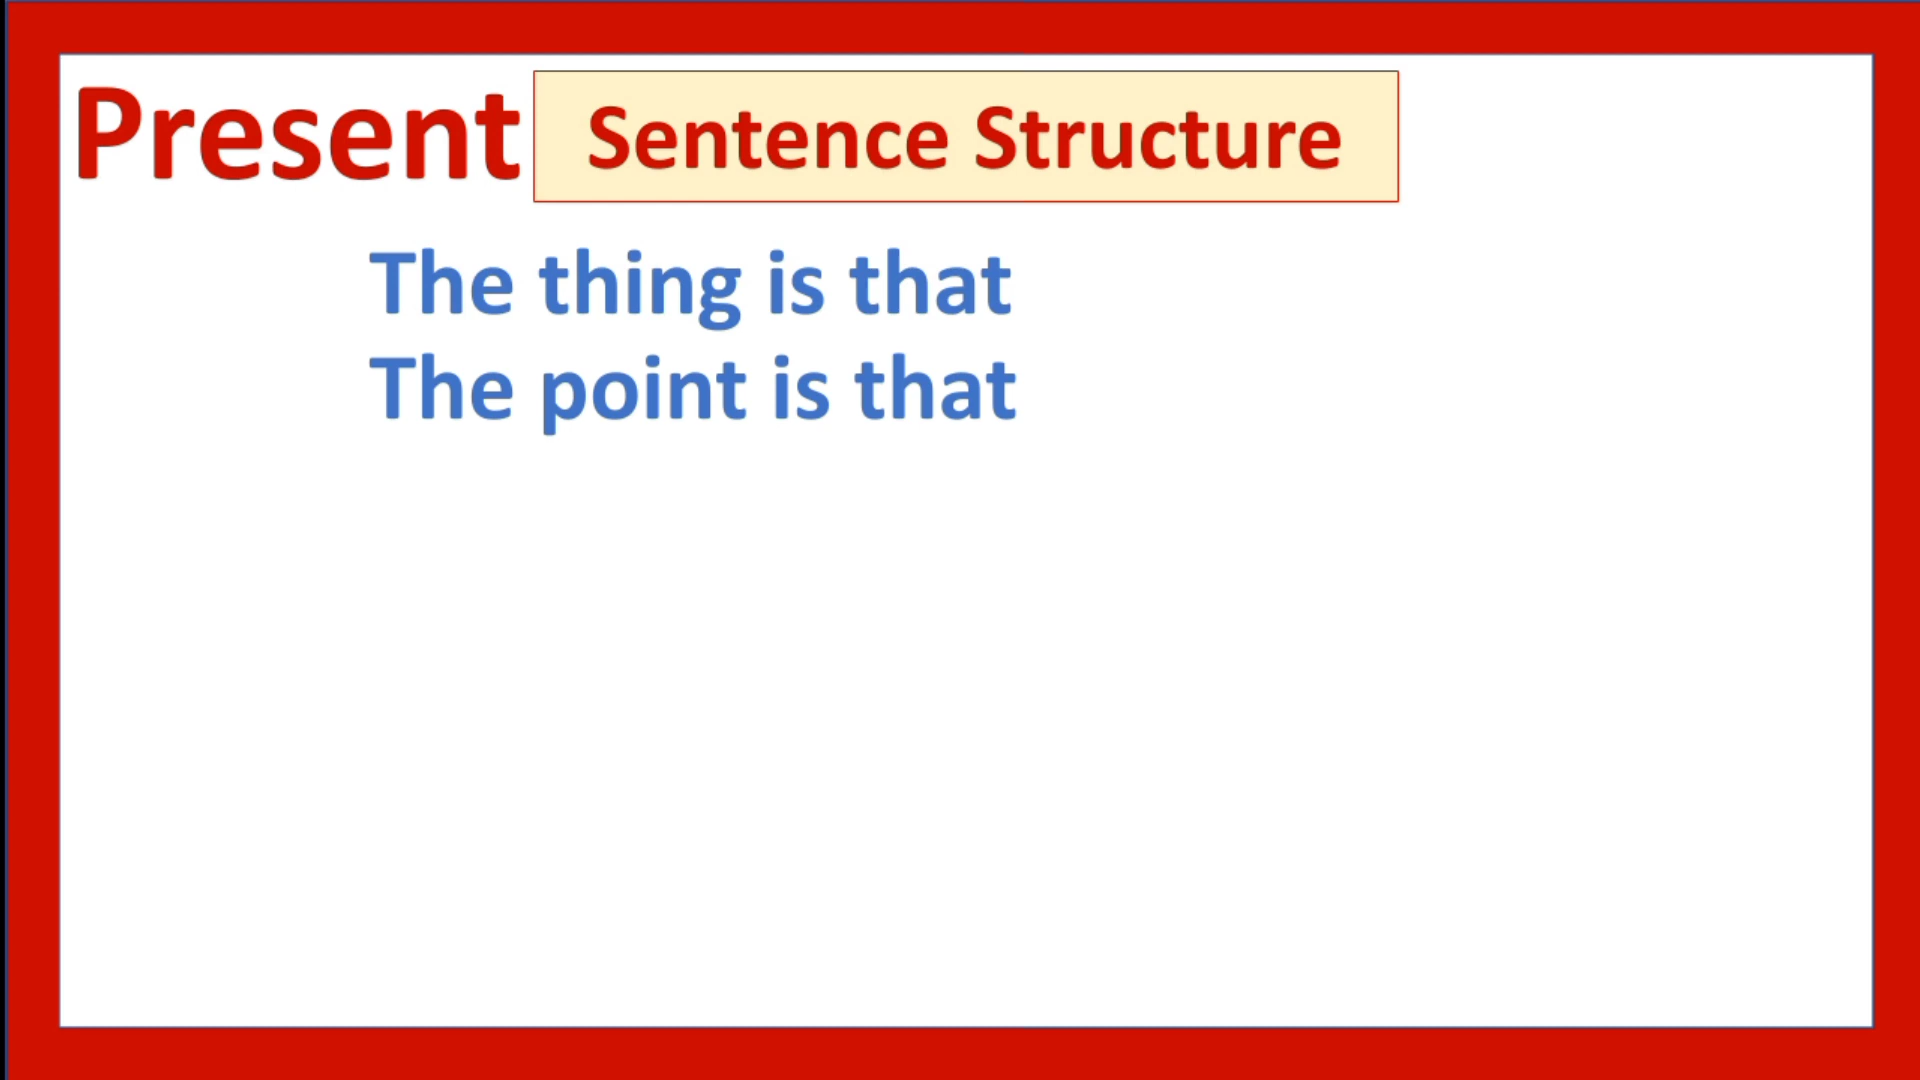 Present Sentence Structure
The thing is that
The point is that